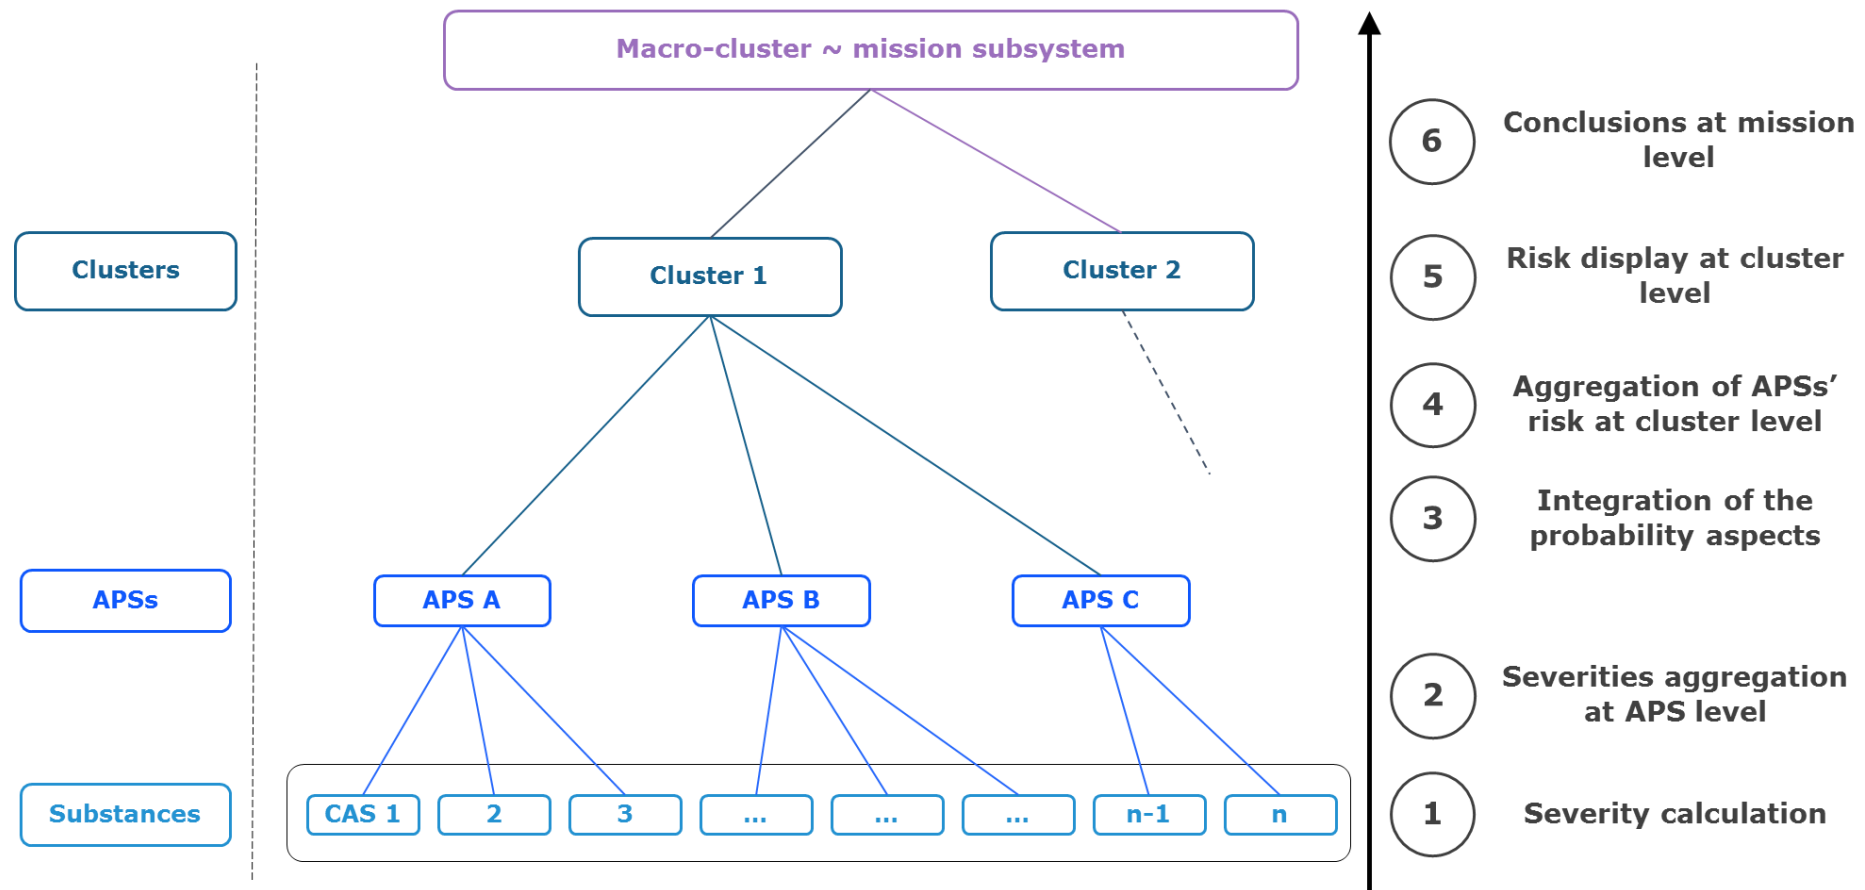 Macro-cluster ~ mission subsystem
6
Conclusions at mission
level
Clusters
Cluster 1
Cluster 2
5
Risk display at cluster
level
4
Aggregation of APSs’
risk at cluster level
3
Integration of the
probability aspects
APSs
APS A
APS B
APS C
2
Severities aggregation
at APS level
Substances
CAS 1
2
3
...
...
...
n-1
n
1
Severity calculation